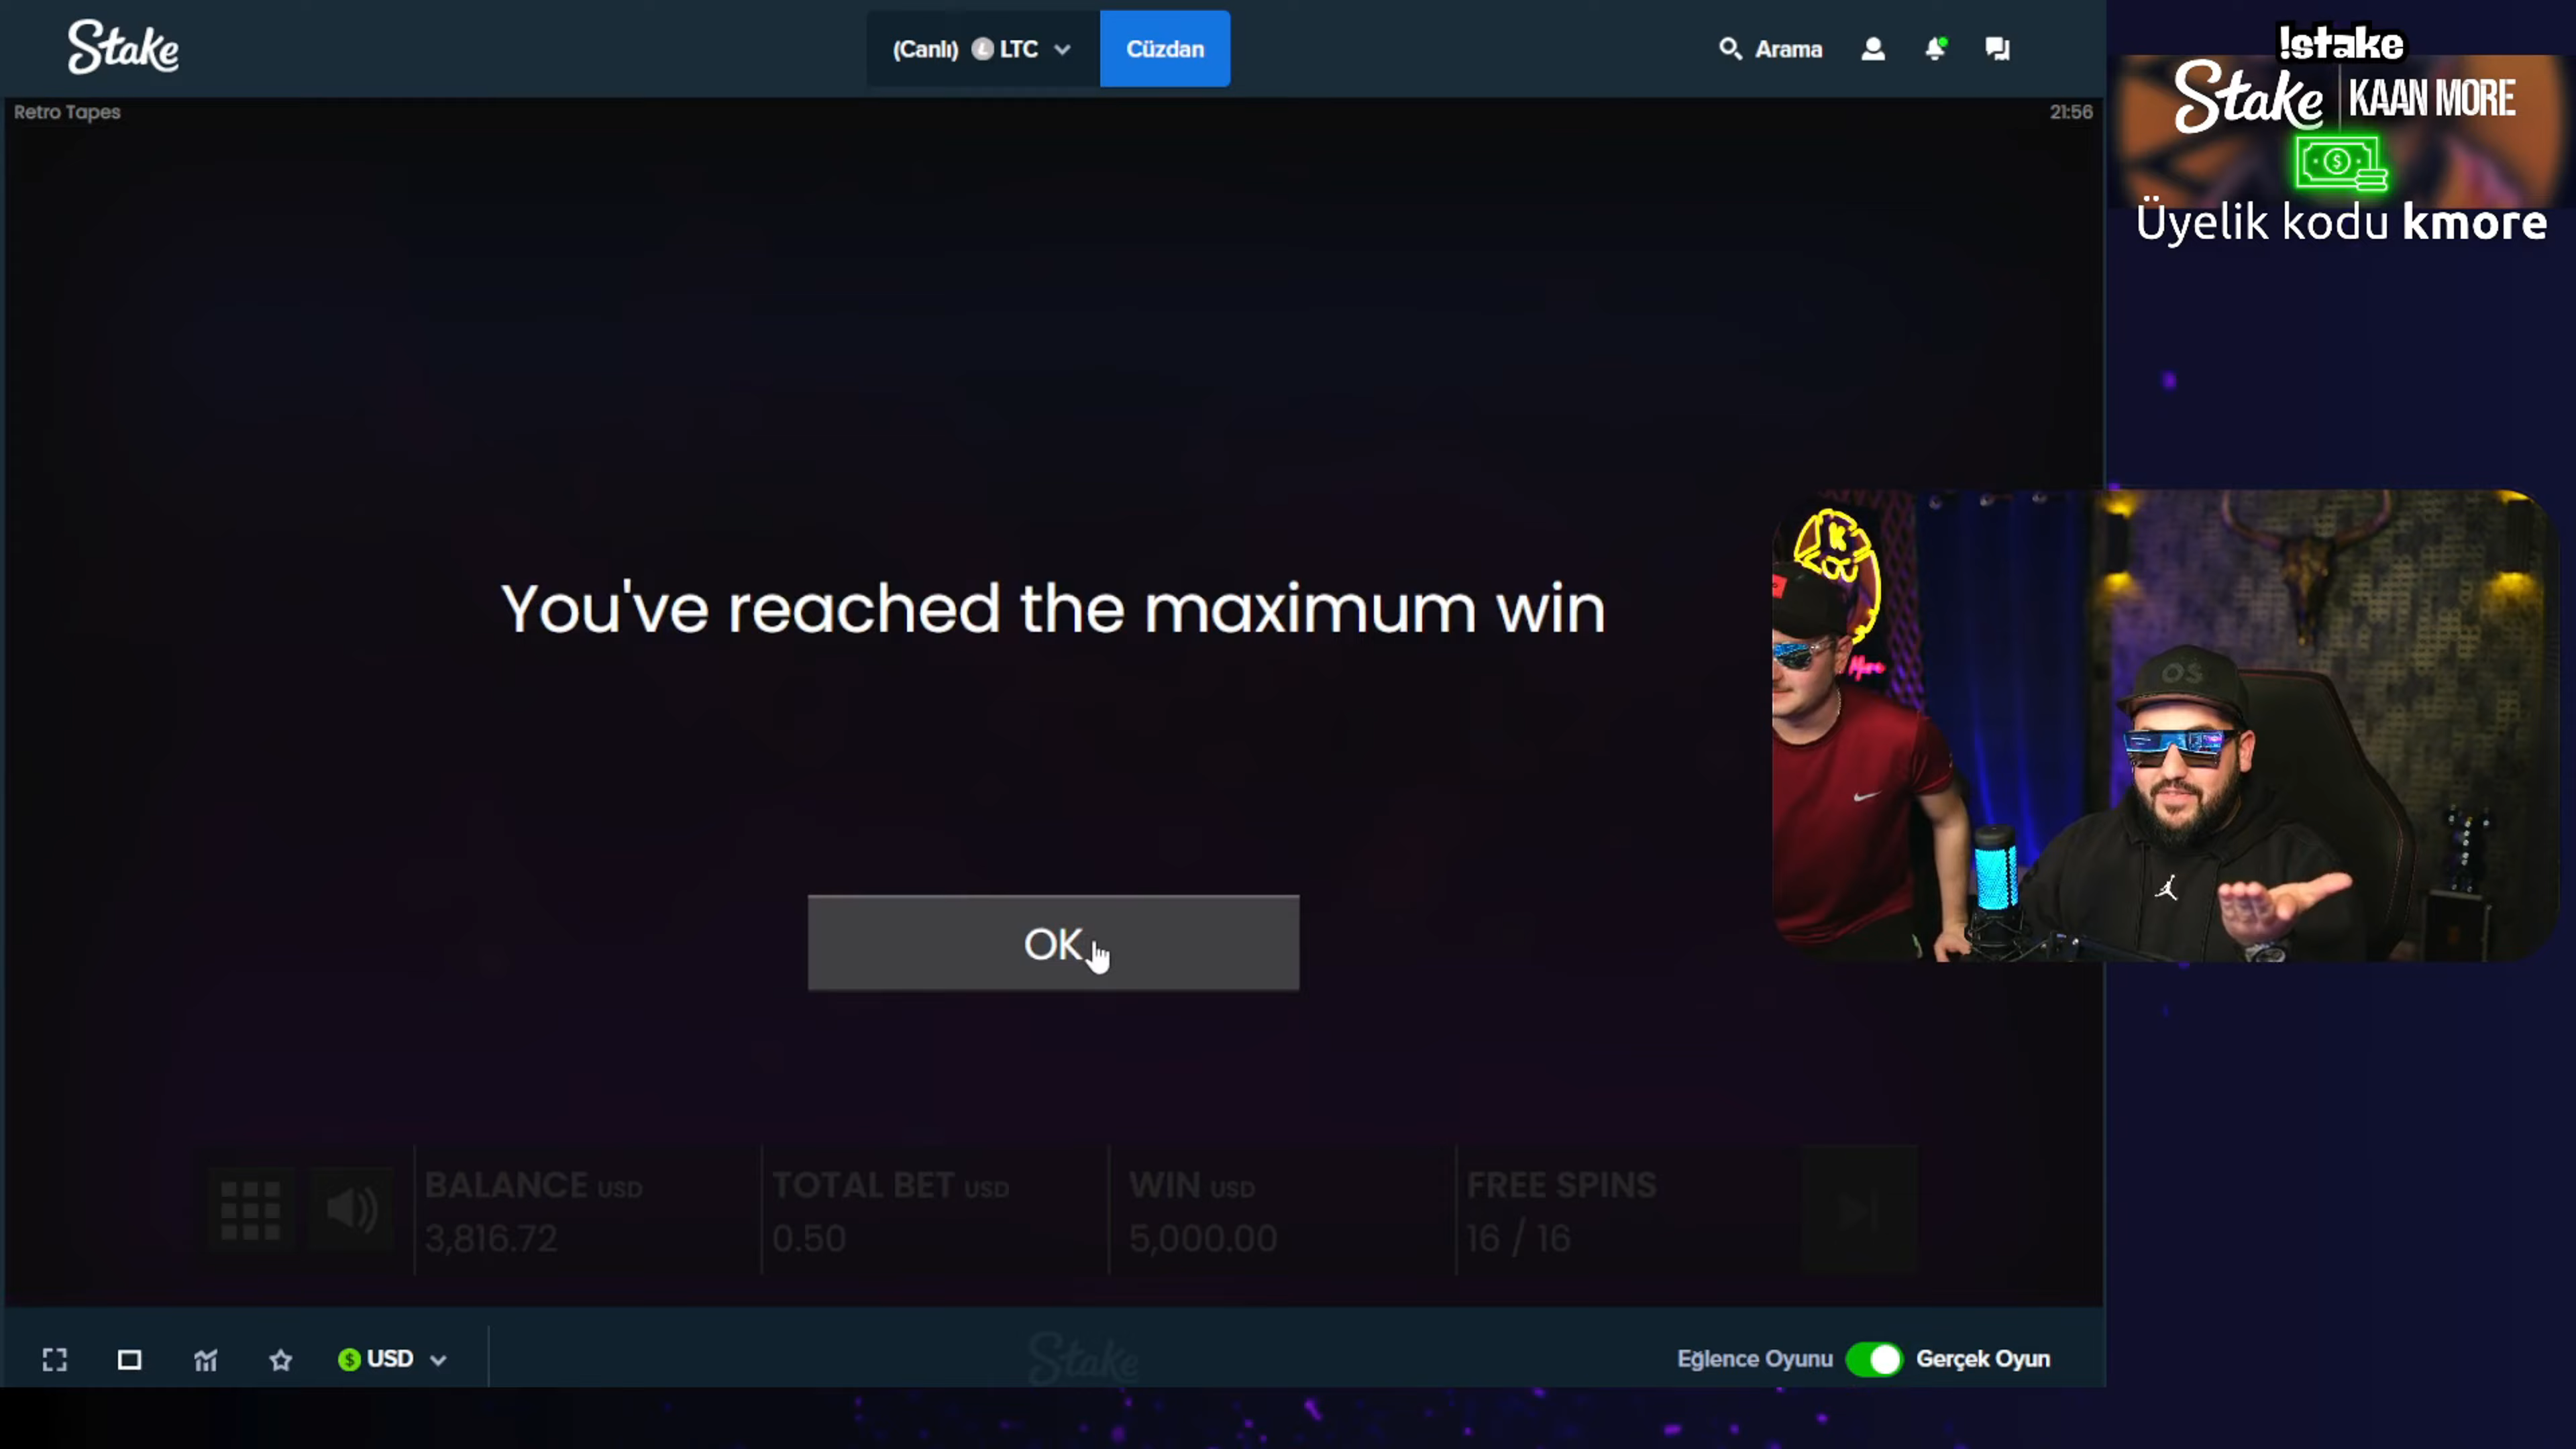 Stake
(Canlı) LTC
Cüzdan
Arama
!stake
Stake | KAAN MORE
Üyelik kodu kmore
Retro Tapes
21:56
You've reached the maximum win
OK
OS
More
BALANCE USD
3,816.72
TOTAL BET USD
0.50
WIN USD
5,000.00
FREE SPINS
16 / 16
USD
Stake
Eğlence Oyunu
Gerçek Oyun